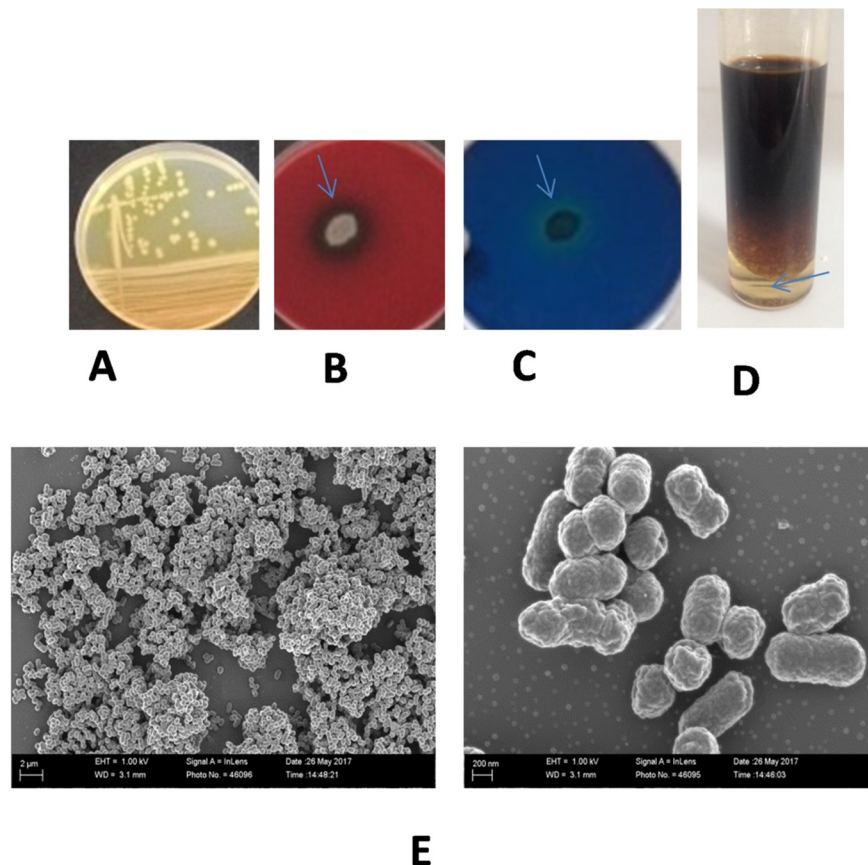 A
B
C
D
2 µm
EHT = 1.00 kV
WD = 3.1 mm
Signal A = InLens
Photo No. = 46096
Date :26 May 2017
Time :14:48:21
200 nm
EHT = 1.00 kV
WD = 3.1 mm
Signal A = InLens
Photo No. = 46095
Date :26 May 2017
Time :14:46:03
E